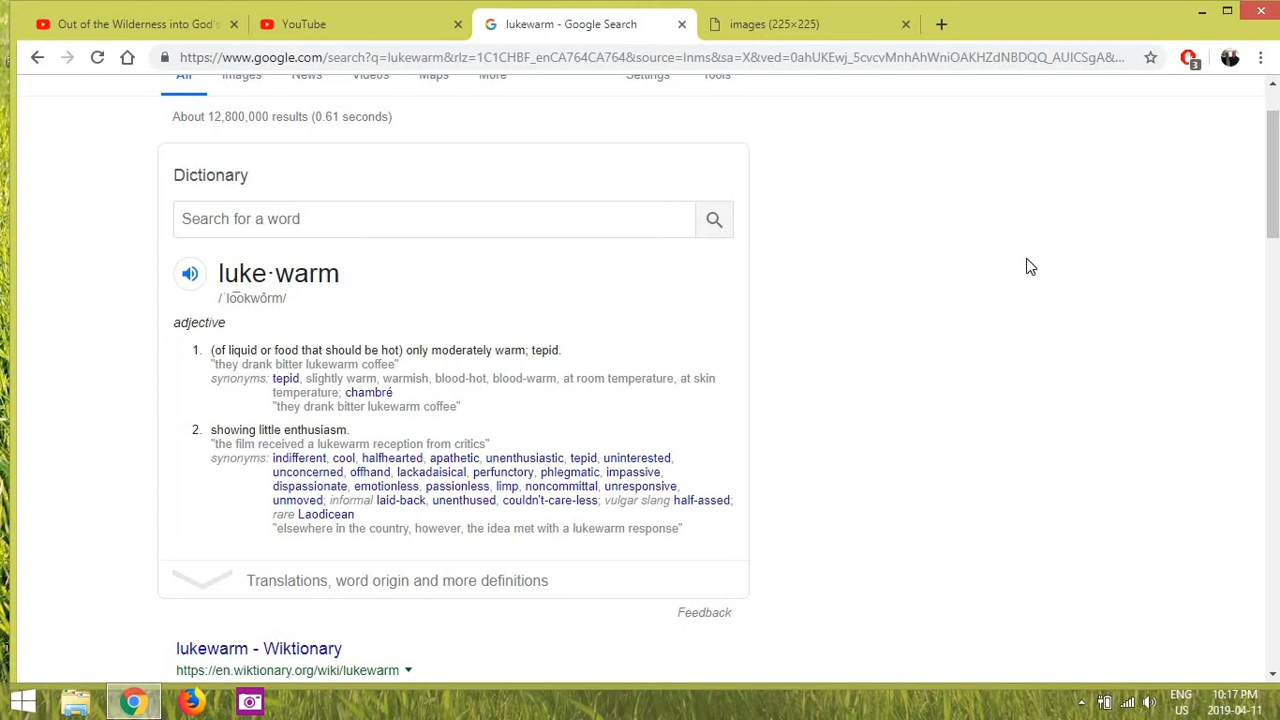 Out of the Wilderness into God's
YouTube
lukewarm - Google Search
images (225×225)
https://www.google.com/search?q=lukewarm&rlz=1C1CHBF_enCA764CA764&source=lnms&sa=X&ved=0ahUKEwj_5cvcvMnhAhWniOAKHZdNBDQQ_AUICSgA&...
3
All Images News Videos Maps More Settings Tools
About 12,800,000 results (0.61 seconds)
Dictionary
Search for a word
luke·warm
/ˈlo͞okwôrm/
adjective
1. (of liquid or food that should be hot) only moderately warm; tepid.
"they drank bitter lukewarm coffee"
synonyms: tepid, slightly warm, warmish, blood-hot, blood-warm, at room temperature, at skin
temperature; chambré
"they drank bitter lukewarm coffee"
2. showing little enthusiasm.
"the film received a lukewarm reception from critics"
synonyms: indifferent, cool, halfhearted, apathetic, unenthusiastic, tepid, uninterested,
unconcerned, offhand, lackadaisical, perfunctory, phlegmatic, impassive,
dispassionate, emotionless, passionless, limp, noncommittal, unresponsive,
unmoved; informal laid-back, unenthused, couldn't-care-less; vulgar slang half-assed;
rare Laodicean
"elsewhere in the country, however, the idea met with a lukewarm response"
Translations, word origin and more definitions
Feedback
lukewarm - Wiktionary
https://en.wiktionary.org/wiki/lukewarm
ENG 10:17 PM
US 2019-04-11